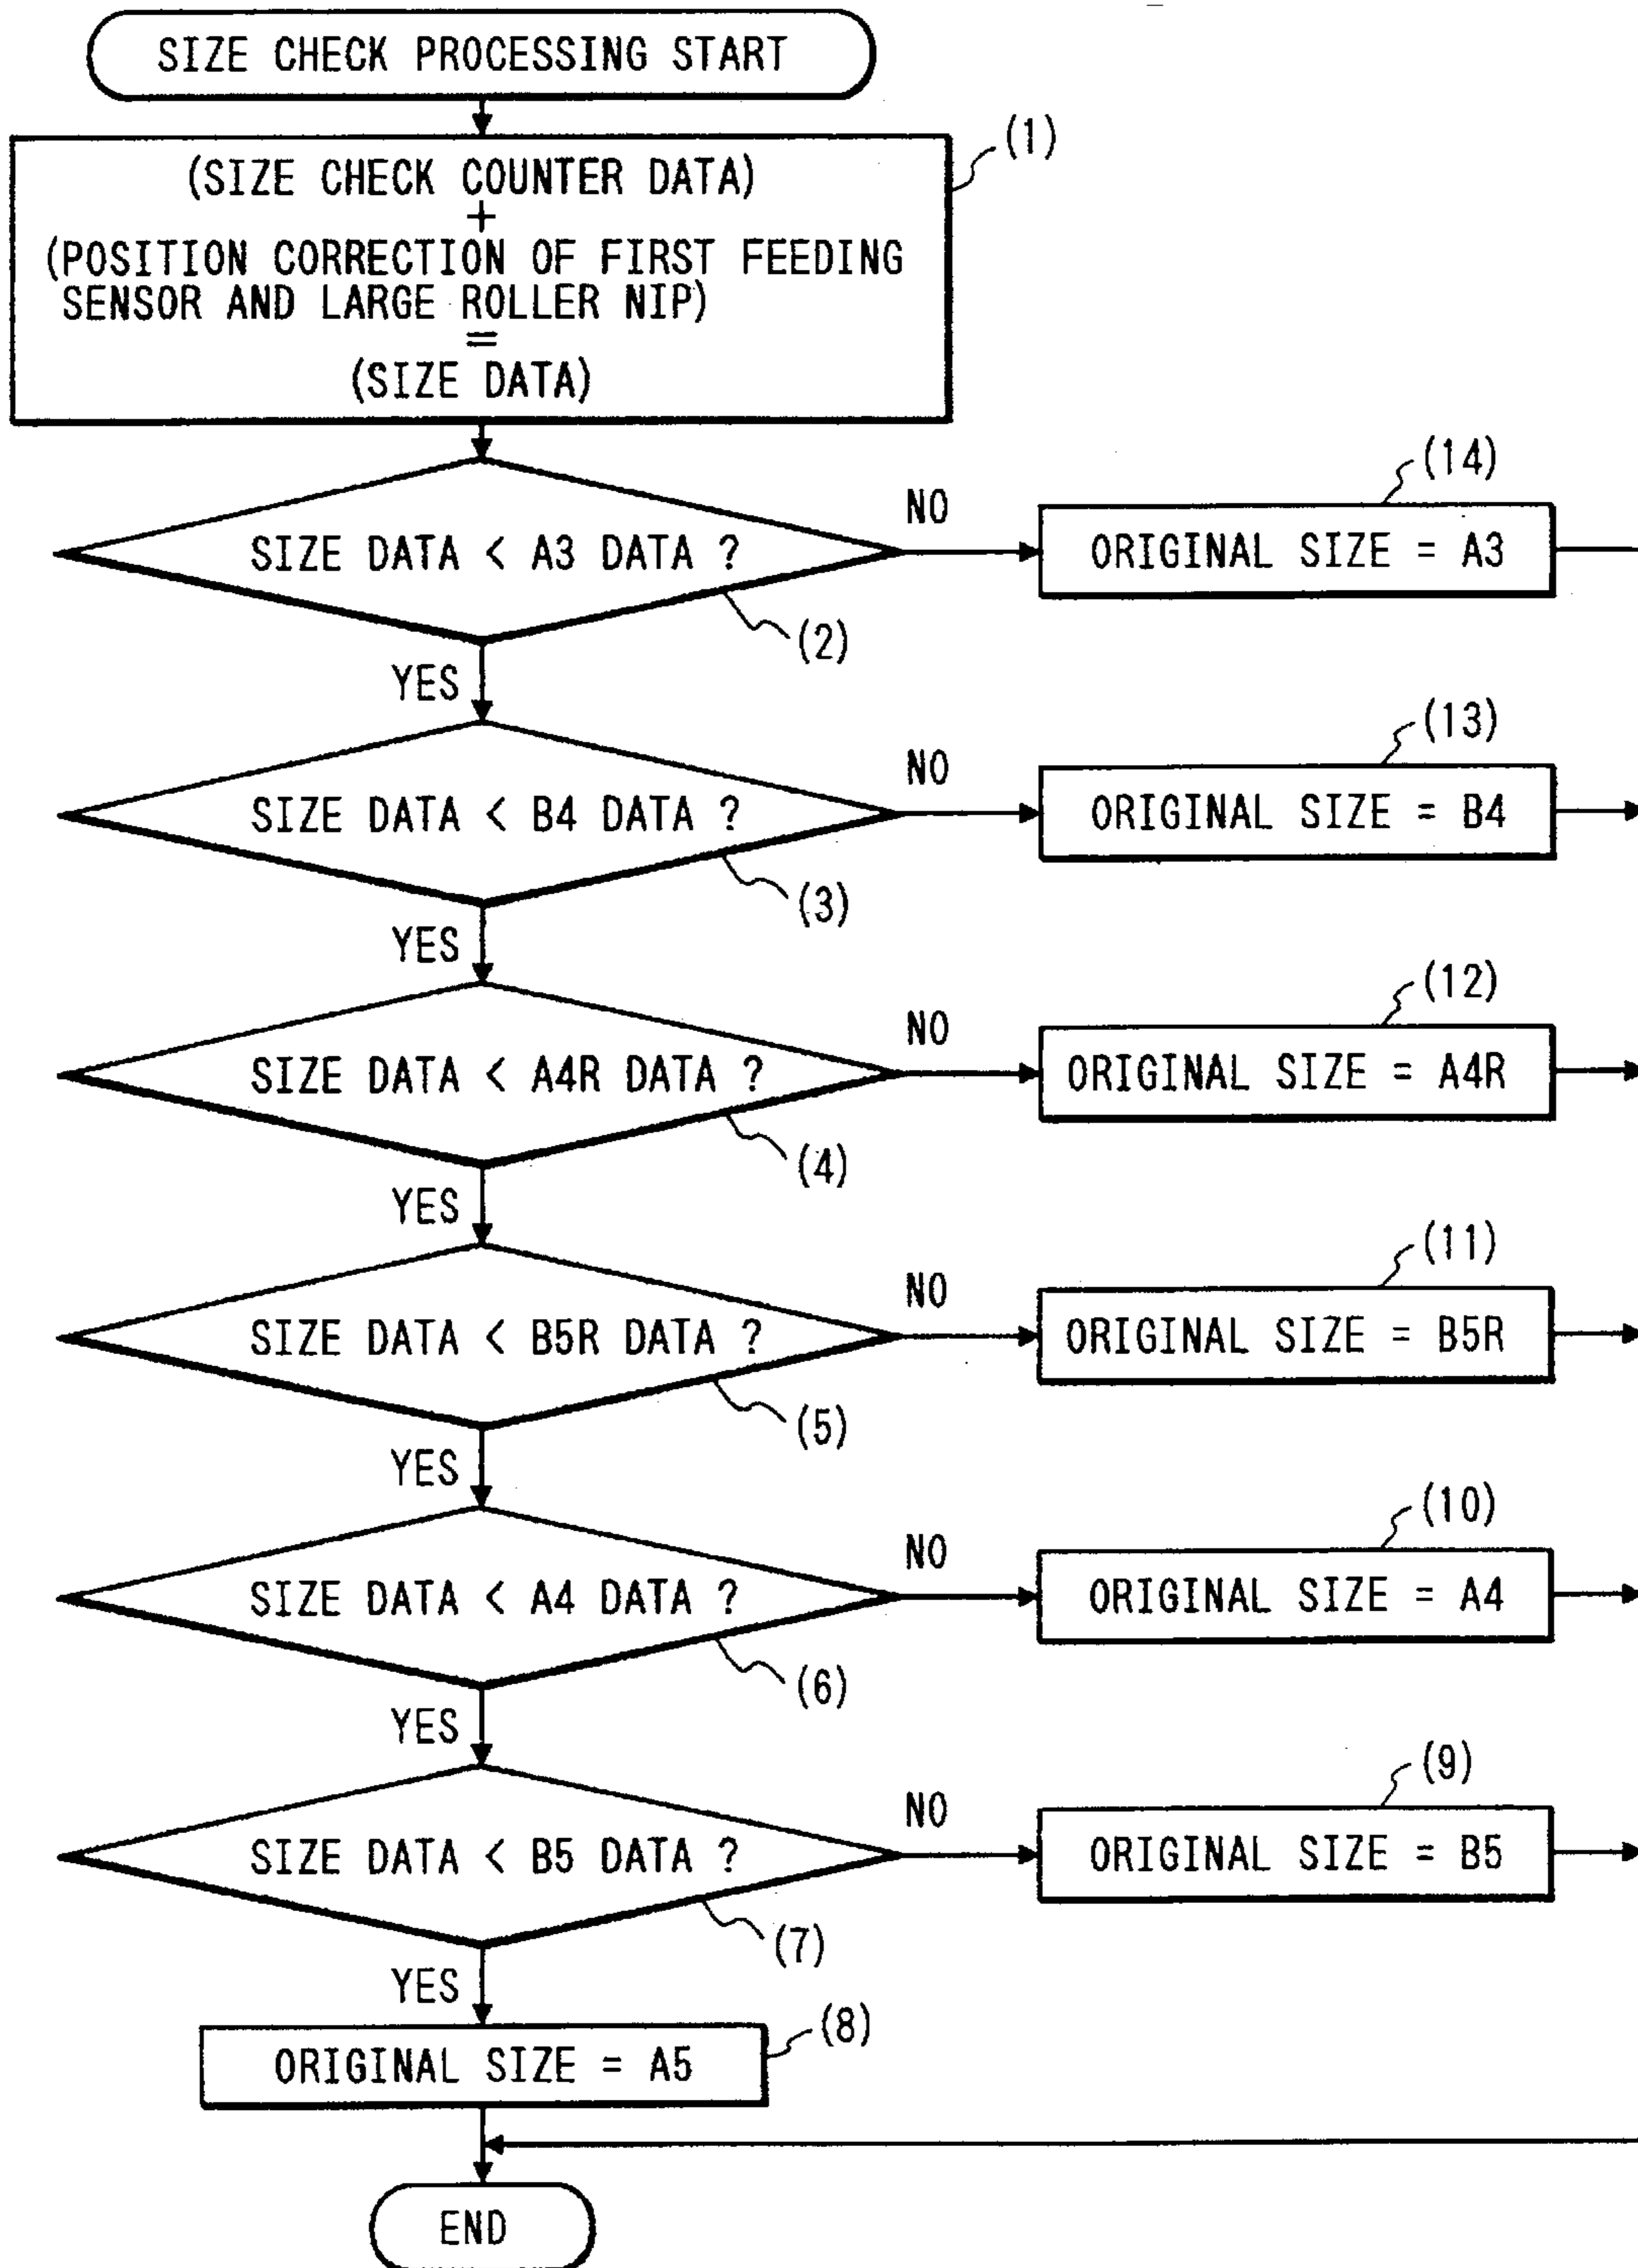 SIZE CHECK PROCESSING START
(1)
(SIZE CHECK COUNTER DATA)
+
(POSITION CORRECTION OF FIRST FEEDING
SENSOR AND LARGE ROLLER NIP)
=
(SIZE DATA)
(14)
NO
SIZE DATA < A3 DATA ?
ORIGINAL SIZE = A3
(2)
YES
(13)
NO
SIZE DATA < B4 DATA ?
ORIGINAL SIZE = B4
(3)
YES
(12)
NO
SIZE DATA < A4R DATA ?
ORIGINAL SIZE = A4R
(4)
YES
(11)
NO
SIZE DATA < B5R DATA ?
ORIGINAL SIZE = B5R
(5)
YES
(10)
NO
SIZE DATA < A4 DATA ?
ORIGINAL SIZE = A4
(6)
YES
(9)
NO
SIZE DATA < B5 DATA ?
ORIGINAL SIZE = B5
(7)
YES
(8)
ORIGINAL SIZE = A5
END